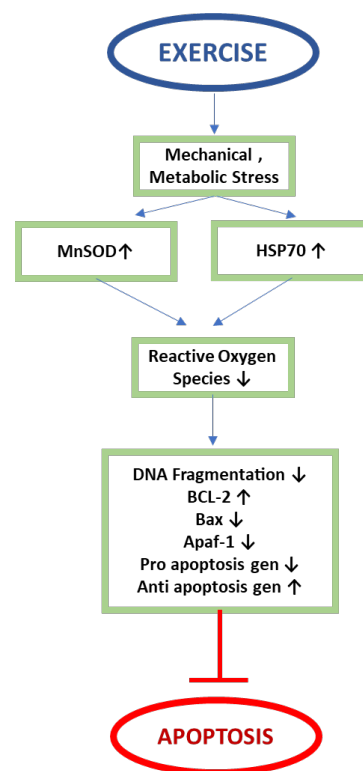 EXERCISE
Mechanical ,
Metabolic Stress
MnSOD↑
HSP70 ↑
Reactive Oxygen
Species ↓
DNA Fragmentation ↓
BCL-2 ↑
Bax ↓
Apaf-1 ↓
Pro apoptosis gen ↓
Anti apoptosis gen ↑
APOPTOSIS